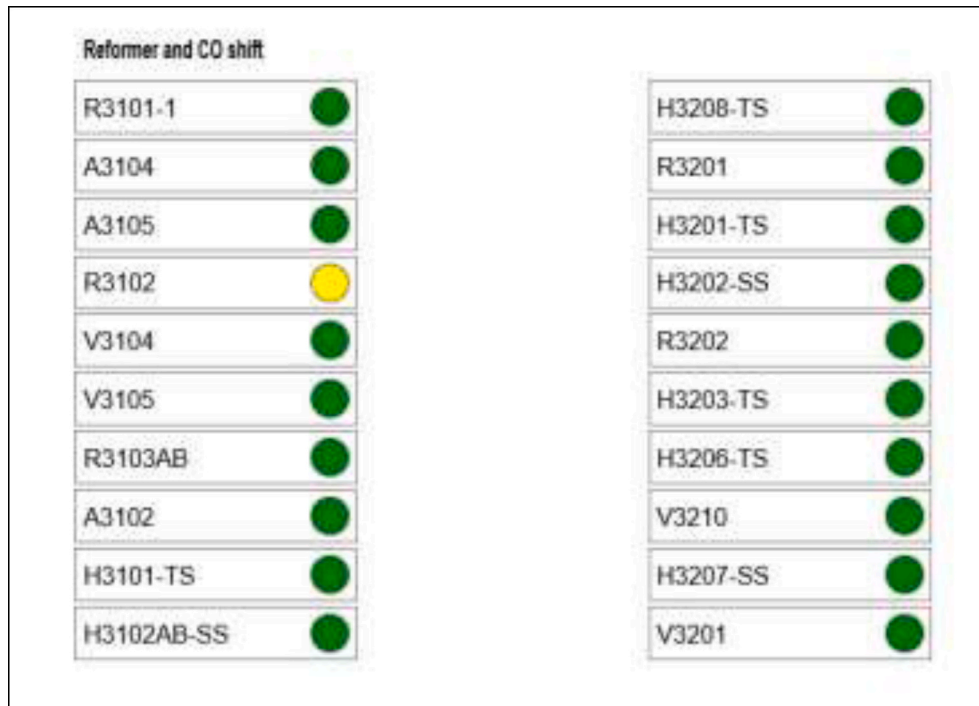 Reformer and CO shift
R3101-1
A3104
A3105
R3102
V3104
V3105
R3103AB
A3102
H3101-TS
H3102AB-SS
H3208-TS
R3201
H3201-TS
H3202-SS
R3202
H3203-TS
H3206-TS
V3210
H3207-SS
V3201